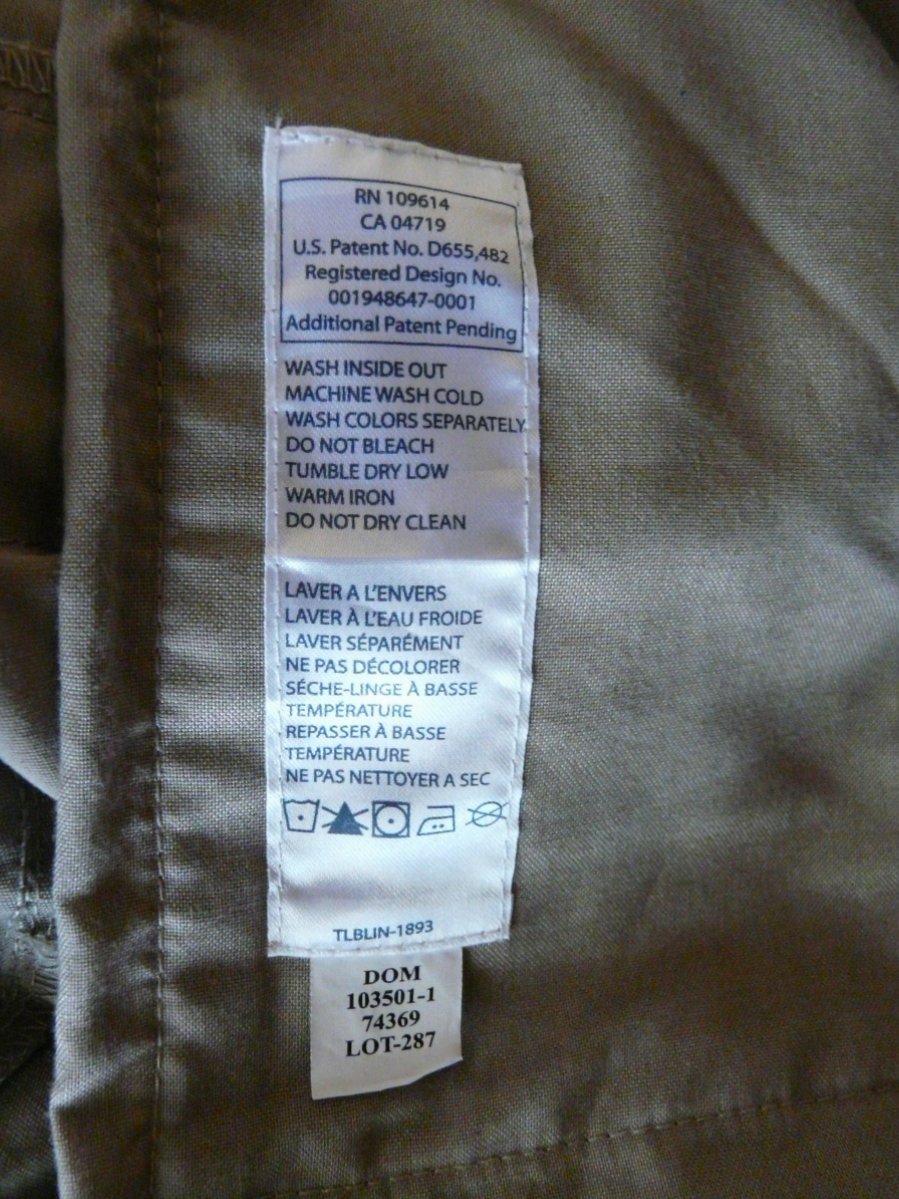 RN 109614
CA 04719
U.S. Patent No. D655,482
Registered Design No.
001948647-0001
Additional Patent Pending
WASH INSIDE OUT
MACHINE WASH COLD
WASH COLORS SEPARATELY
DO NOT BLEACH
TUMBLE DRY LOW
WARM IRON
DO NOT DRY CLEAN
LAVER A L'ENVERS
LAVER À L'EAU FROIDE
LAVER SÉPARÉMENT
NE PAS DÉCOLORER
SÉCHE-LINGE À BASSE
TEMPÉRATURE
REPASSER À BASSE
TEMPÉRATURE
NE PAS NETTOYER A SEC
TLBLIN-1893
DOM
103501-1
74369
LOT-287